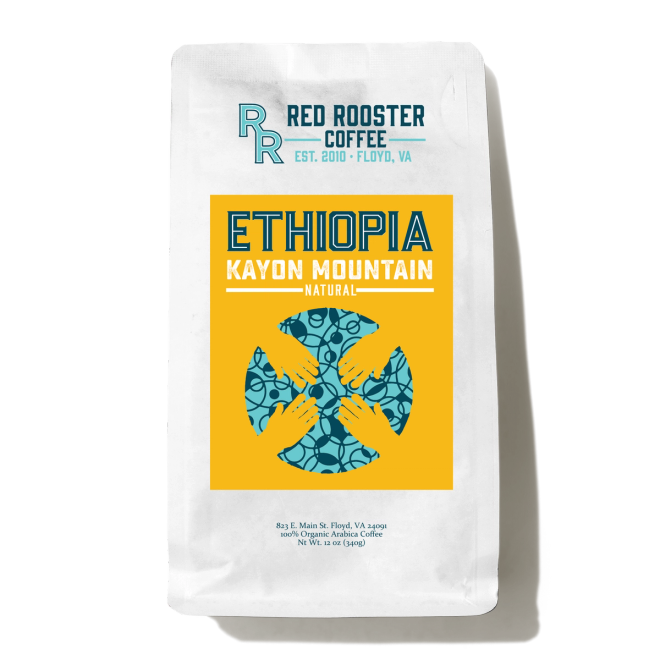 RR
RED ROOSTER
COFFEE
EST. 2010 · FLOYD, VA
ETHIOPIA
KAYON MOUNTAIN
NATURAL
823 E. Main St. Floyd, VA 24091
100% Organic Arabica Coffee
Nt Wt. 12 oz (340g)